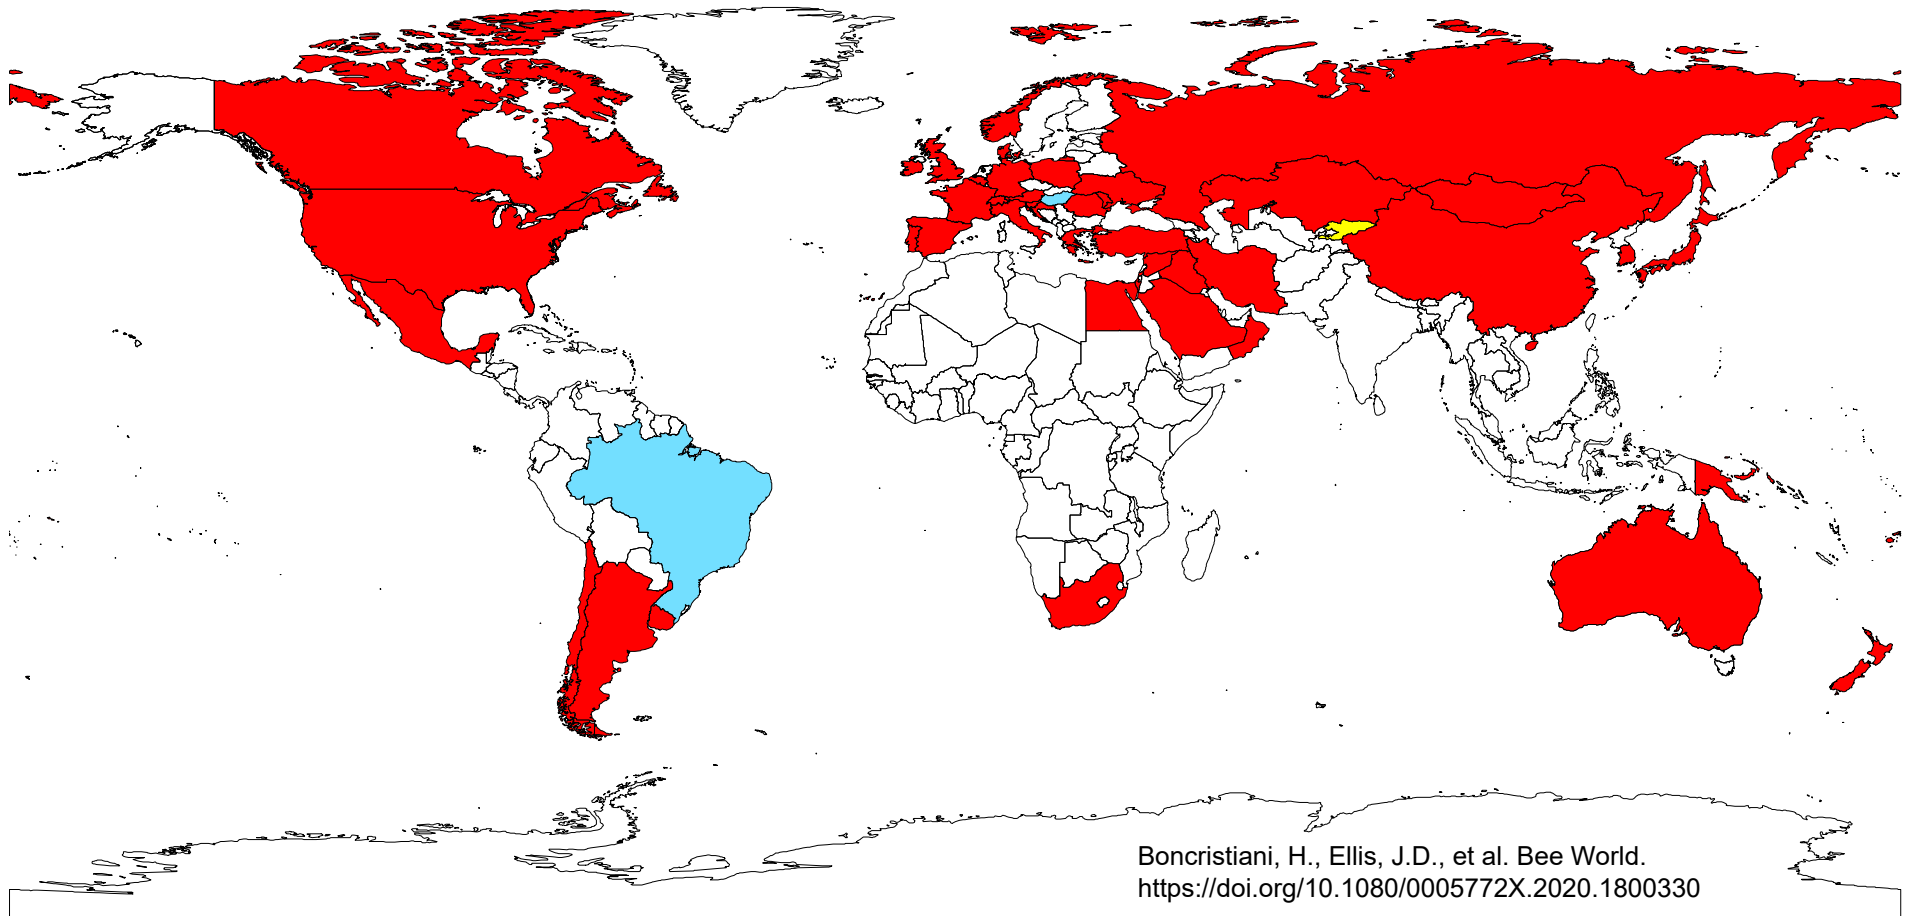 Boncristiani, H., Ellis, J.D., et al. Bee World.
https://doi.org/10.1080/0005772X.2020.1800330